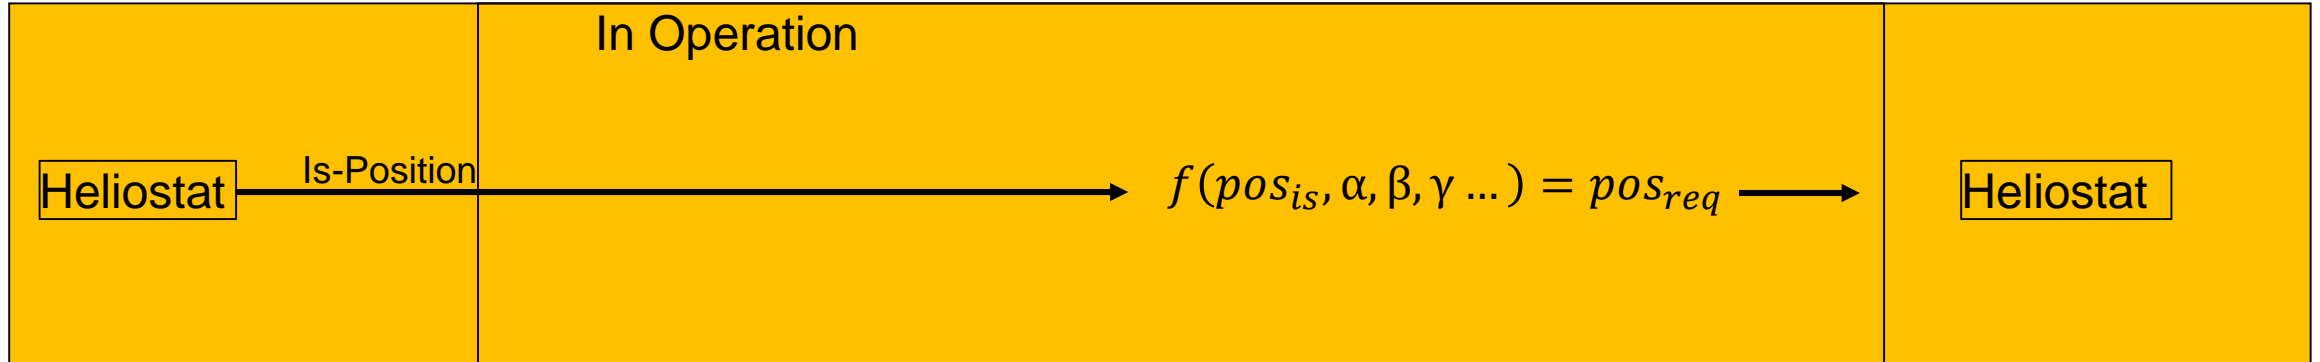 In Operation
Heliostat
Is-Position
f(pos_is, α, β, γ … ) = pos_req
Heliostat